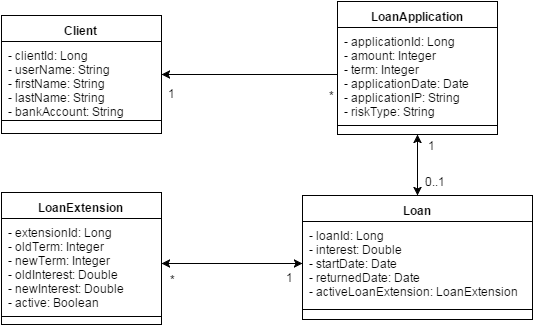 Client
- clientId: Long
- userName: String
- firstName: String
- lastName: String
- bankAccount: String
LoanApplication
- applicationId: Long
- amount: Integer
- term: Integer
- applicationDate: Date
- applicationIP: String
- riskType: String
1
*
1
0..1
LoanExtension
- extensionId: Long
- oldTerm: Integer
- newTerm: Integer
- oldInterest: Double
- newInterest: Double
- active: Boolean
Loan
- loanId: Long
- interest: Double
- startDate: Date
- returnedDate: Date
- activeLoanExtension: LoanExtension
*
1